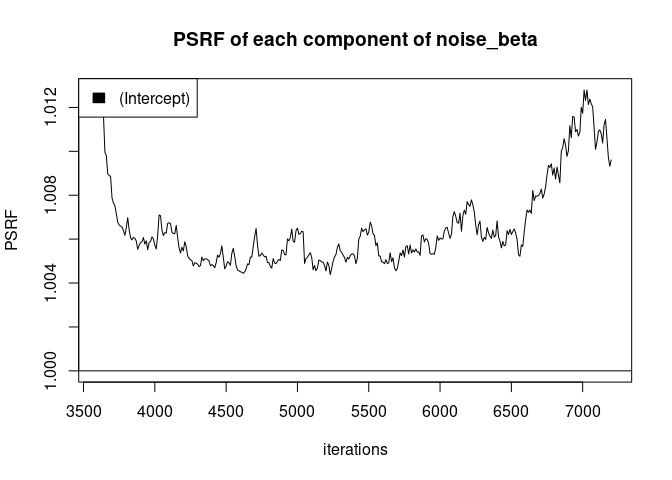 PSRF of each component of noise_beta
(Intercept)
PSRF
1.012
1.008
1.004
1.000
3500 4000 4500 5000 5500 6000 6500 7000
iterations